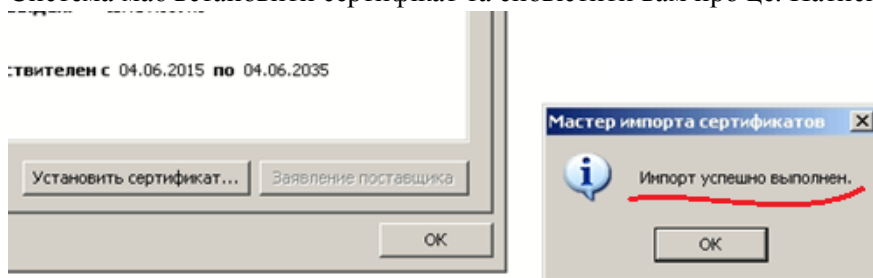 ствителен с 04.06.2015 по 04.06.2035
Установить сертификат...
Заявление поставщика
OK
Мастер импорта сертификатов
Импорт успешно выполнен.
OK